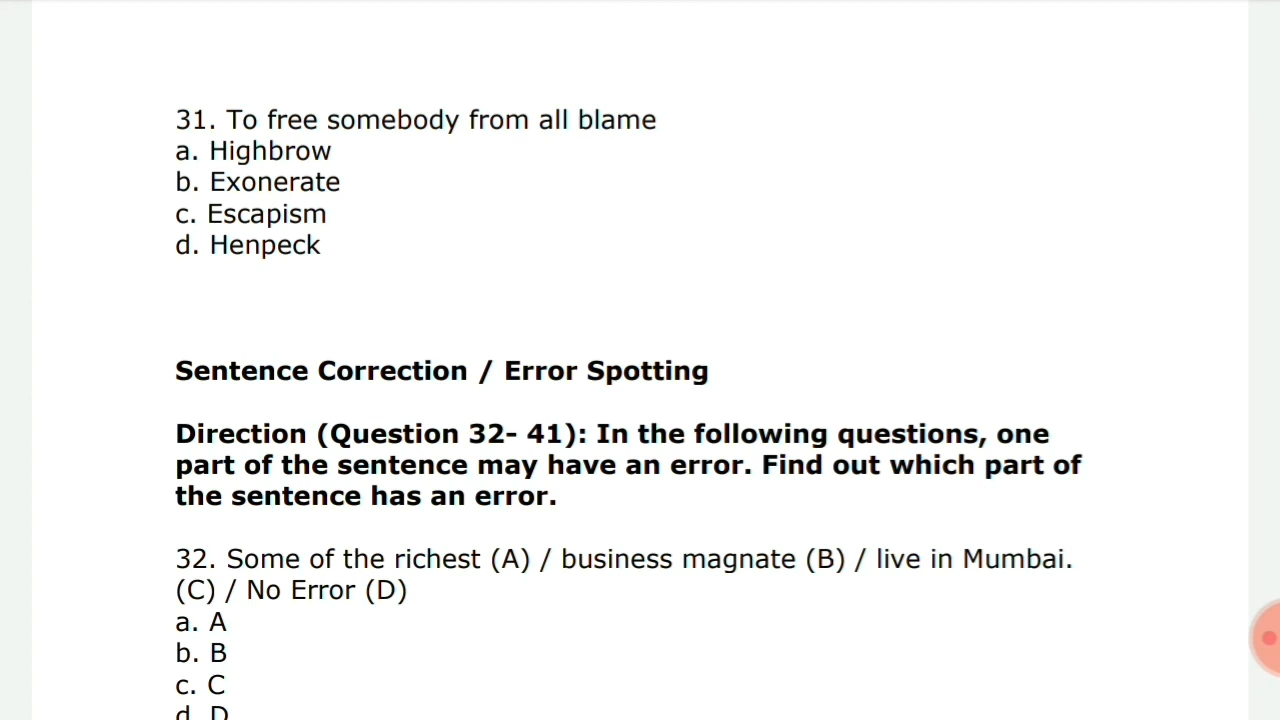 31. To free somebody from all blame
a. Highbrow
b. Exonerate
c. Escapism
d. Henpeck
Sentence Correction / Error Spotting
Direction (Question 32- 41): In the following questions, one
part of the sentence may have an error. Find out which part of
the sentence has an error.
32. Some of the richest (A) / business magnate (B) / live in Mumbai.
(C) / No Error (D)
a. A
b. B
c. C
d. D